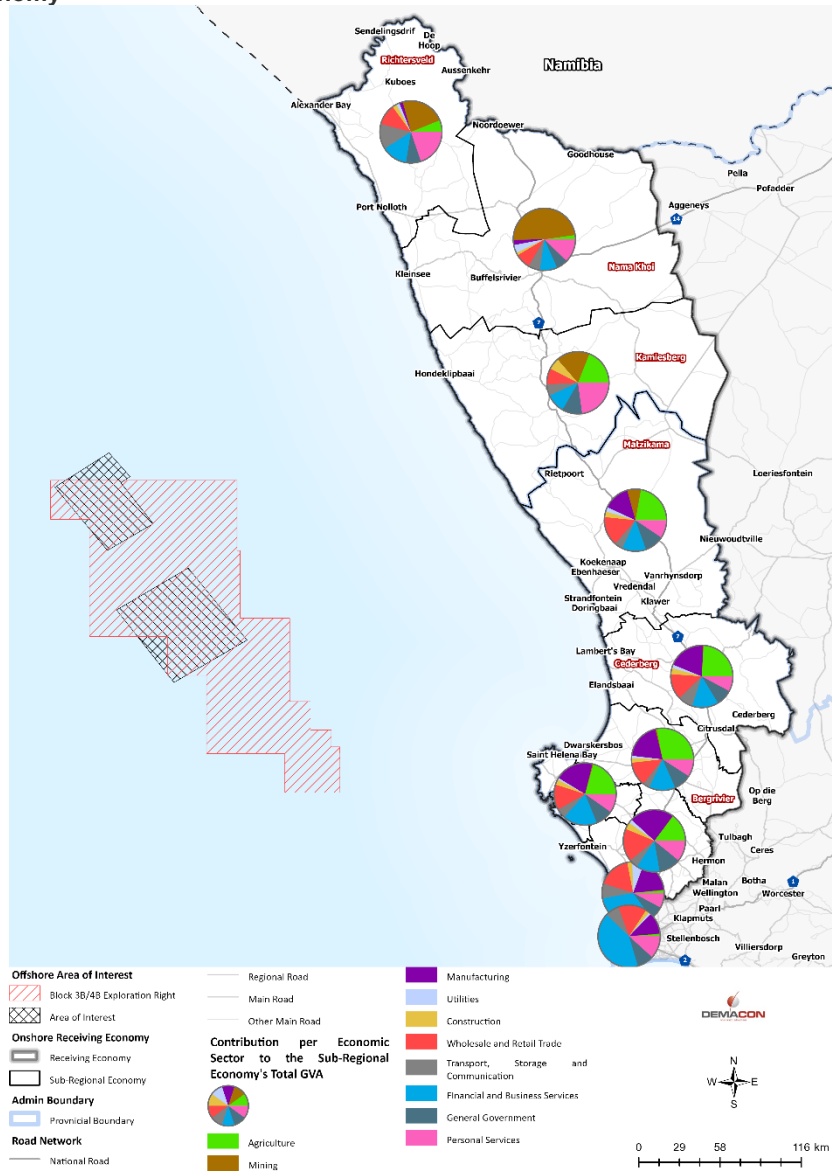 Sendelingsdrif
De
Hoop
Richtersveld
Aussenkehr
Namibia
Kuboes
Alexander Bay
Noordoewer
Goodhouse
Pella
Pofadder
Aggeneys
14
Port Nolloth
Kleinsee
Buffelsrivier
Nama Khoi
7
Hondeklipbaai
Kamiesberg
Matzikama
Rietpoort
Loeriesfontein
Nieuwoudtville
Koekenaap
Ebenhaeser
Vanrhynsdorp
Vredendal
Strandfontein
Klawer
Doringbaai
7
Lambert's Bay
Cederberg
Elandsbaai
Cederberg
Citrusdal
Dwarskersbos
Saint Helena Bay
Op die
Berg
Bergrivier
Tulbagh
Yzerfontein
Ceres
Hermon
Malan
Botha
1
Wellington
Worcester
Paarl
Klapmuts
Stellenbosch
Villiersdorp
2
Greyton
Offshore Area of Interest
Block 3B/4B Exploration Right
Area of Interest
Onshore Receiving Economy
Receiving Economy
Sub-Regional Economy
Admin Boundary
Provnicial Boundary
Road Network
National Road
Regional Road
Main Road
Other Main Road
Contribution per Economic
Sector to the Sub-Regional
Economy's Total GVA
Agriculture
Mining
Manufacturing
Utilities
Construction
Wholesale and Retail Trade
Transport, Storage and
Communication
Financial and Business Services
General Government
Personal Services
DEMACON
N
W E
S
0 29 58 116 km